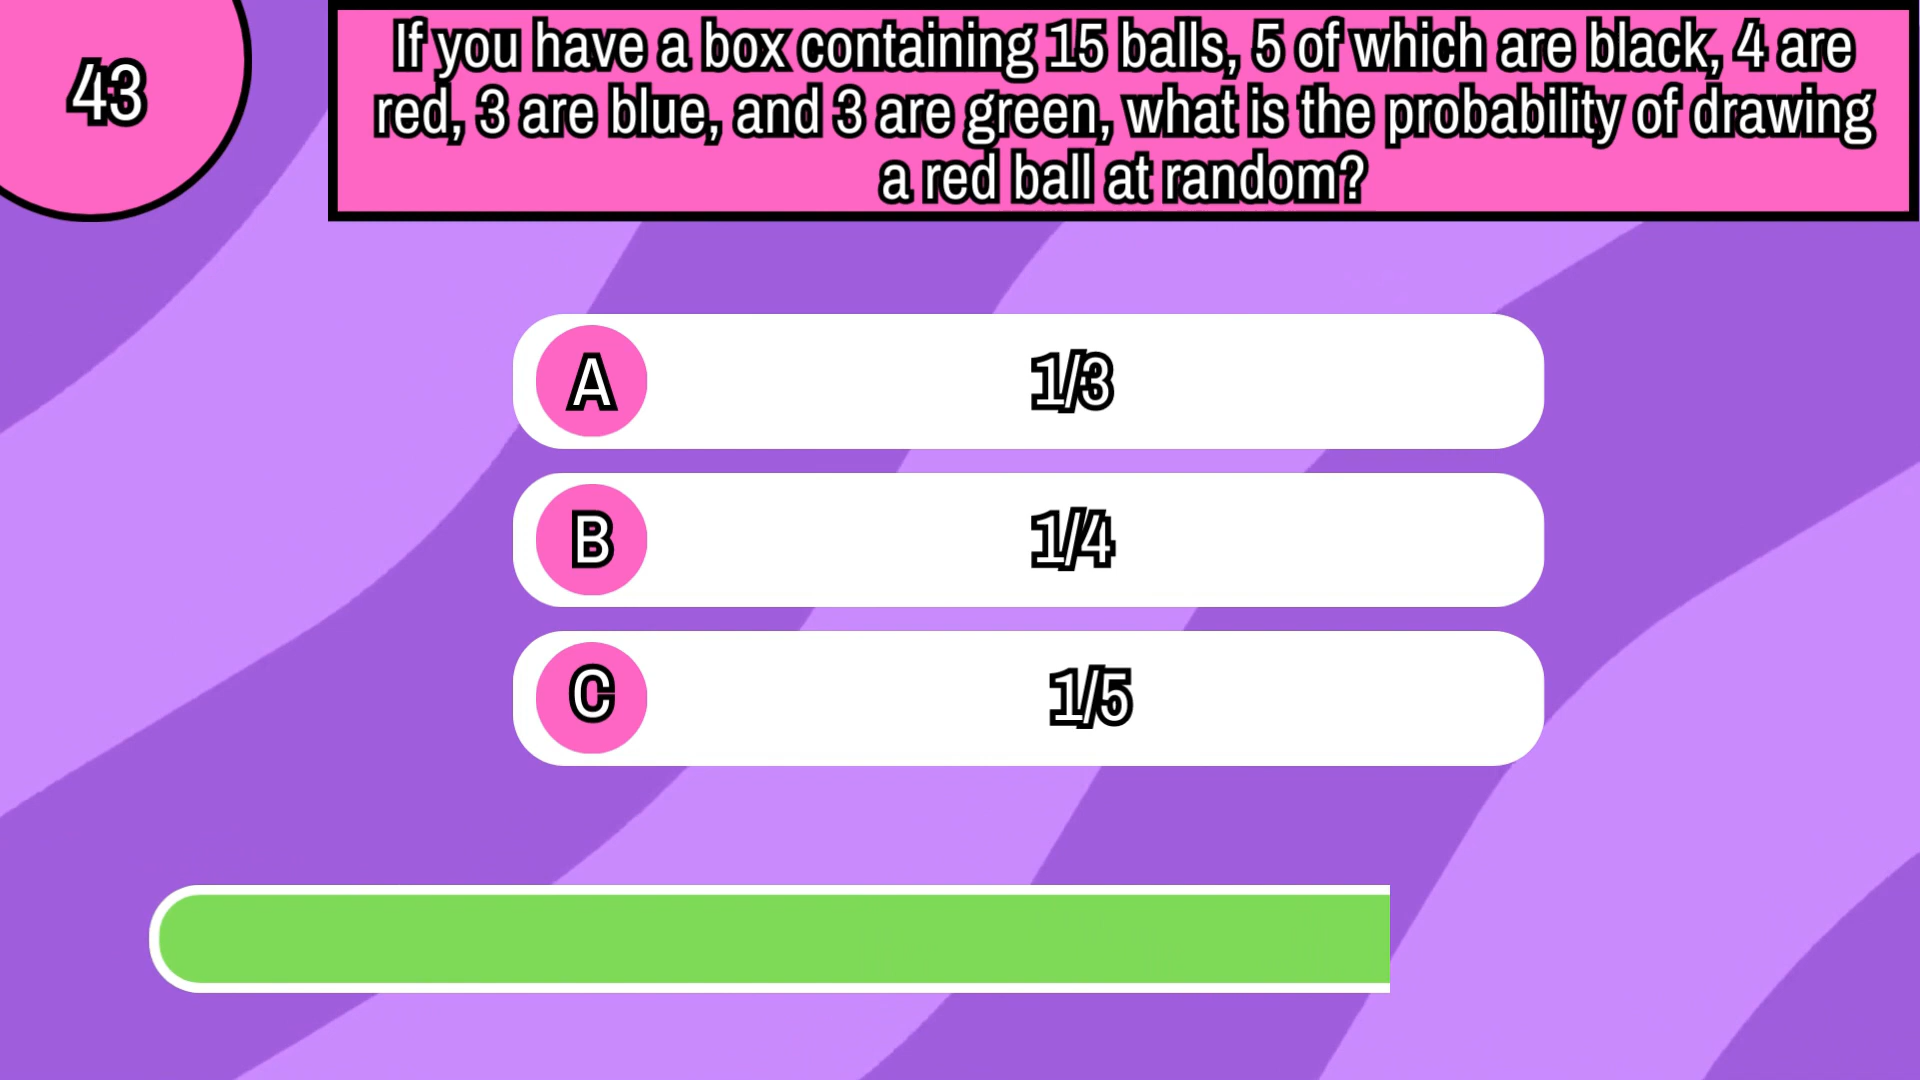 43
If you have a box containing 15 balls, 5 of which are black, 4 are
red, 3 are blue, and 3 are green, what is the probability of drawing
a red ball at random?
A 1/3
B 1/4
C 1/5